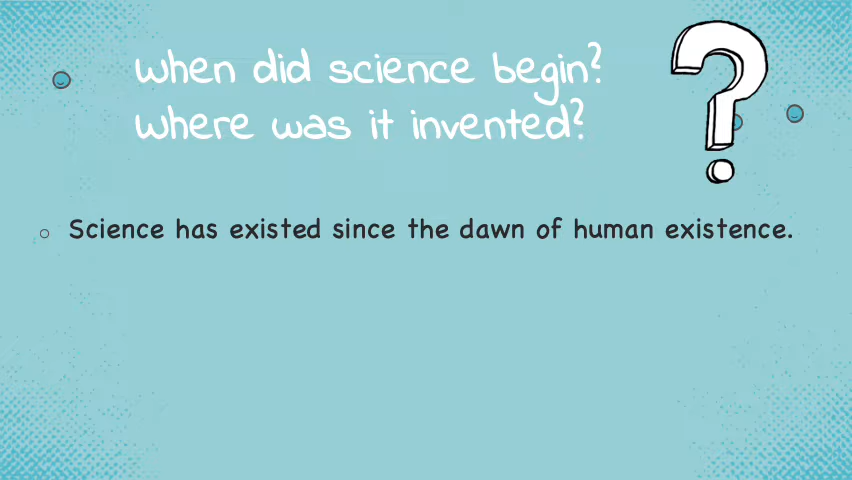 When did science begin?
Where was it invented?
Science has existed since the dawn of human existence.